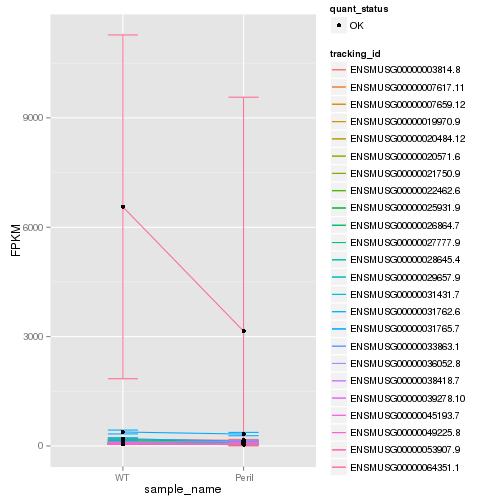 quant_status
OK
tracking_id
ENSMUSG00000003814.8
ENSMUSG00000007617.11
ENSMUSG00000007659.12
ENSMUSG00000019970.9
ENSMUSG00000020484.12
ENSMUSG00000020571.6
ENSMUSG00000021750.9
ENSMUSG00000022462.6
ENSMUSG00000025931.9
ENSMUSG00000026864.7
ENSMUSG00000027777.9
ENSMUSG00000028645.4
ENSMUSG00000029657.9
ENSMUSG00000031431.7
ENSMUSG00000031762.6
ENSMUSG00000031765.7
ENSMUSG00000033863.1
ENSMUSG00000036052.8
ENSMUSG00000038418.7
ENSMUSG00000039278.10
ENSMUSG00000045193.7
ENSMUSG00000049225.8
ENSMUSG00000053907.9
ENSMUSG00000064351.1
FPKM
9000
6000
3000
0
WT
Peril
sample_name